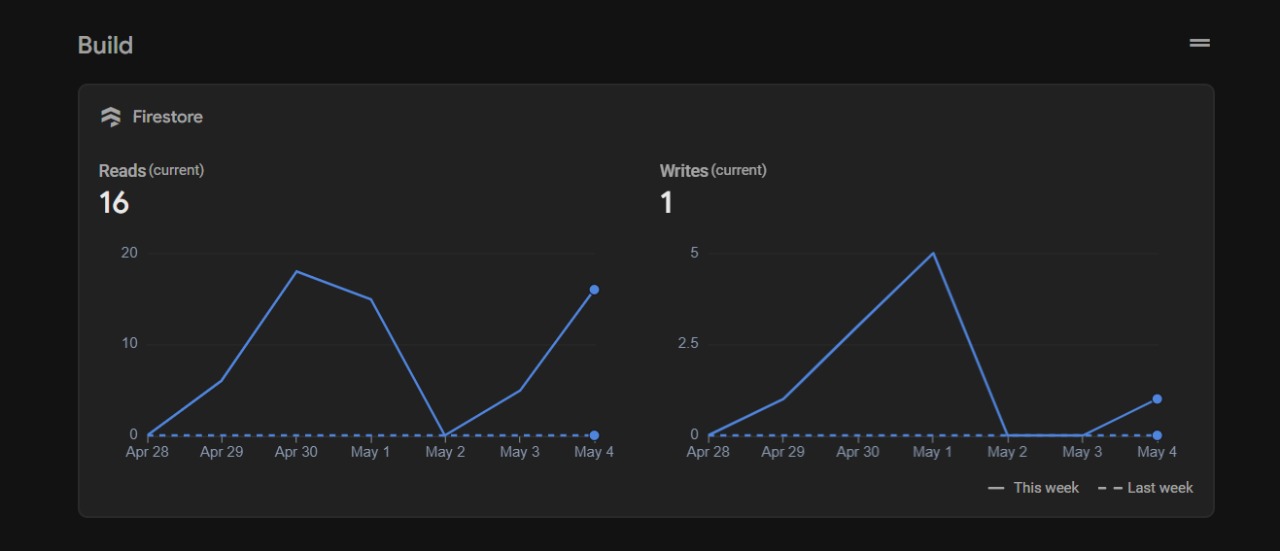 Build
Firestore
Reads (current)
16
20
10
0
Apr 28 Apr 29 Apr 30 May 1 May 2 May 3 May 4
Writes (current)
1
5
2.5
0
Apr 28 Apr 29 Apr 30 May 1 May 2 May 3 May 4
This week Last week